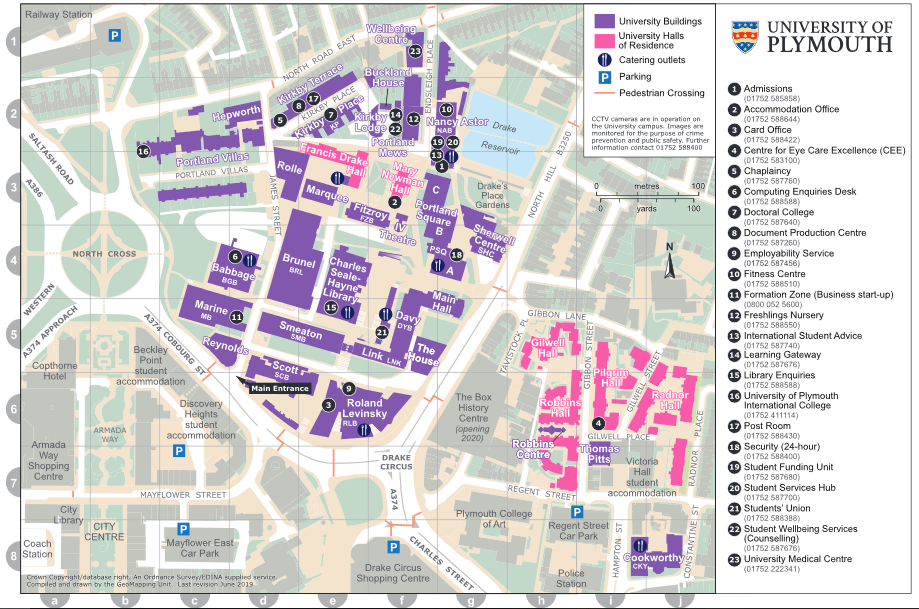 Railway Station
P
1
2
3
4
5
6
7
8
a
b
c
d
e
f
g
h
i
j
Wellbeing
Centre
23
NORTH ROAD EAST
ENDSLEIGH PLACE
Buckland
House
Kirkby Terrace
17
8
5
KIRKBY PLACE
Kirkby Place
7
KP
Hepworth
Kirkby
Lodge
14
22
12
Portland
Mews
10
Nancy Astor
NAB
19
20
13
1
Drake
Reservoir
SALTASH ROAD
A386
16
Portland Villas
PORTLAND VILLAS
JAMES STREET
Rolle
Francis Drake
Hall
Marquee
Mary
Newman
Hall
2
Fitzroy
FZB
IV
Theatre
C
Portland
Square
B
PSQ
18
A
Drake's
Place
Gardens
Sherwell
Centre
SHC
NORTH HILL B3250
NORTH CROSS
6
Babbage
BGB
Brunel
BRL
Charles
Seale-
Hayne
Library
15
Marine
MB
11
WESTERN
A374 APPROACH
A374 COBOURG ST
Reynolds
Smeaton
SMB
21
Davy
DYB
Main
Hall
Link LNK
The
House
Scott
SCB
Main Entrance
9
3
Roland
Levinsky
RLB
Copthorne
Hotel
Beckley
Point
student
accommodation
Discovery
Heights
student
accommodation
P
ARMADA
WAY
Armada
Way
Shopping
Centre
TAVISTOCK PL
GIBBON LANE
GIBBON STREET
Gilwell
Hall
Pilgrim
Hall
GILWELL STREET
Radnor
Hall
Robbins
Hall
4
GILWELL PLACE
RADNOR PLACE
Robbins
Centre
Thomas
Pitts
The Box
History
Centre
(opening
2020)
Victoria
Hall
student
accommodation
DRAKE
CIRCUS
A374
MAYFLOWER STREET
REGENT STREET
City
Library
CITY
CENTRE
Coach
Station
P
Mayflower East
Car Park
P
Drake Circus
Shopping Centre
CHARLES STREET
Plymouth College
of Art
P
Regent Street
Car Park
Police
Station
HAMPTON ST
Cookworthy
CKY
CONSTANTINE ST
Crown Copyright/database right. An Ordnance Survey/EDINA supplied service.
Compiled and drawn by the GeoMapping Unit. Last revision June 2019.
University Buildings
University Halls
of Residence
Catering outlets
P Parking
Pedestrian Crossing
CCTV cameras are in operation on
the University campus. Images are
monitored for the purpose of crime
prevention and public safety. Further
information contact 01752 588400
0 metres 100
0 yards 100
N
UNIVERSITY OF
PLYMOUTH
1 Admissions
(01752 585858)
2 Accommodation Office
(01752 588644)
3 Card Office
(01752 588422)
4 Centre for Eye Care Excellence (CEE)
(01752 583100)
5 Chaplaincy
(01752 587760)
6 Computing Enquiries Desk
(01752 588588)
7 Doctoral College
(01752 587640)
8 Document Production Centre
(01752 587260)
9 Employability Service
(01752 587456)
10 Fitness Centre
(01752 588510)
11 Formation Zone (Business start-up)
(0800 052 5600)
12 Freshlings Nursery
(01752 588550)
13 International Student Advice
(01752 587740)
14 Learning Gateway
(01752 587676)
15 Library Enquiries
(01752 588588)
16 University of Plymouth
International College
(01752 411114)
17 Post Room
(01752 588430)
18 Security (24-hour)
(01752 588400)
19 Student Funding Unit
(01752 587680)
20 Student Services Hub
(01752 587700)
21 Students' Union
(01752 588388)
22 Student Wellbeing Services
(Counselling)
(01752 587676)
23 University Medical Centre
(01752 222341)